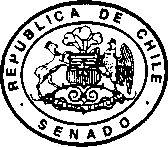 REPUBLICA DE CHILE
SENADO